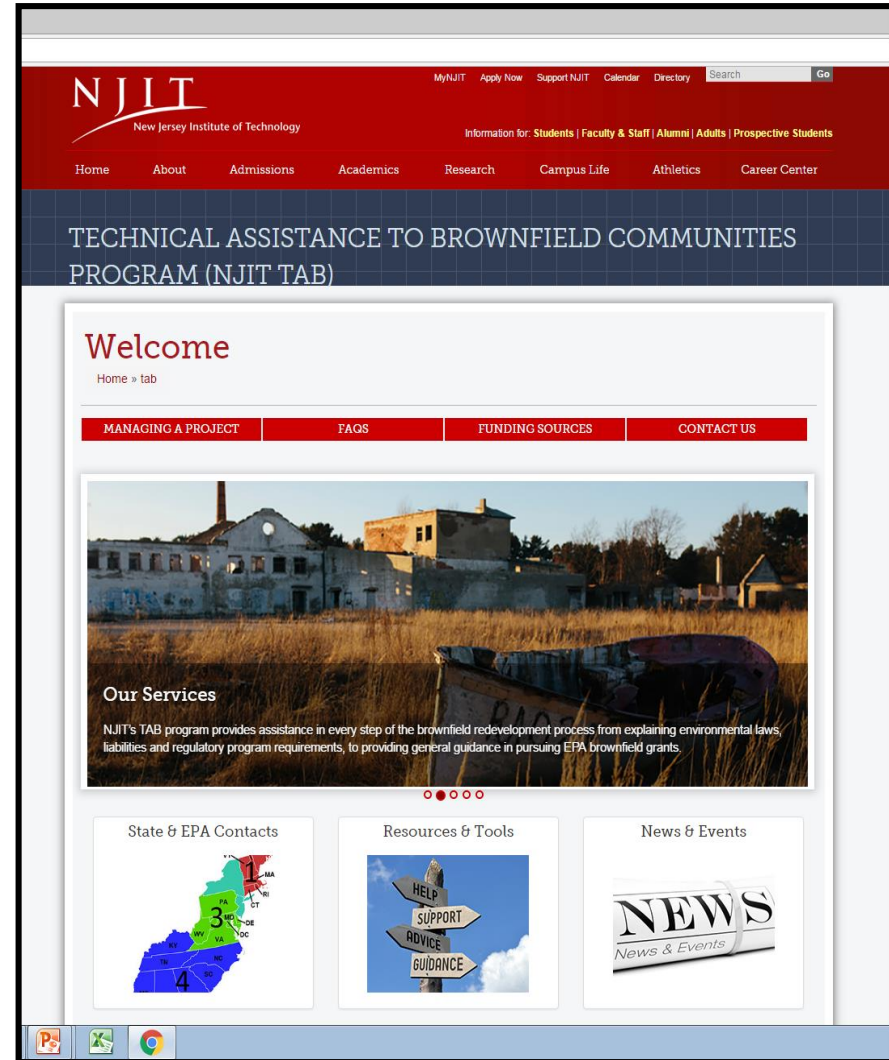 MyNJIT Apply Now Support NJIT Calendar Directory Search Go
NJIT
New Jersey Institute of Technology
Information for: Students | Faculty & Staff | Alumni | Adults | Prospective Students
Home About Admissions Academics Research Campus Life Athletics Career Center
TECHNICAL ASSISTANCE TO BROWNFIELD COMMUNITIES
PROGRAM (NJIT TAB)
Welcome
Home » tab
MANAGING A PROJECT FAQS FUNDING SOURCES CONTACT US
Our Services
NJIT's TAB program provides assistance in every step of the brownfield redevelopment process from explaining environmental laws,
liabilities and regulatory program requirements, to providing general guidance in pursuing EPA brownfield grants.
State & EPA Contacts
1
MA
RI
CT
PA
3
MD
DE
DC
WV
VA
KY
TN
NC
SC
4
Resources & Tools
HELP
SUPPORT
ADVICE
GUIDANCE
News & Events
NEWS
News & Events